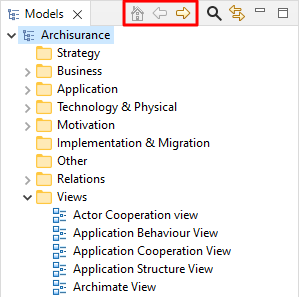 Models
Archisurance
Strategy
Business
Application
Technology & Physical
Motivation
Implementation & Migration
Other
Relations
Views
Actor Cooperation view
Application Behaviour View
Application Cooperation View
Application Structure View
Archimate View